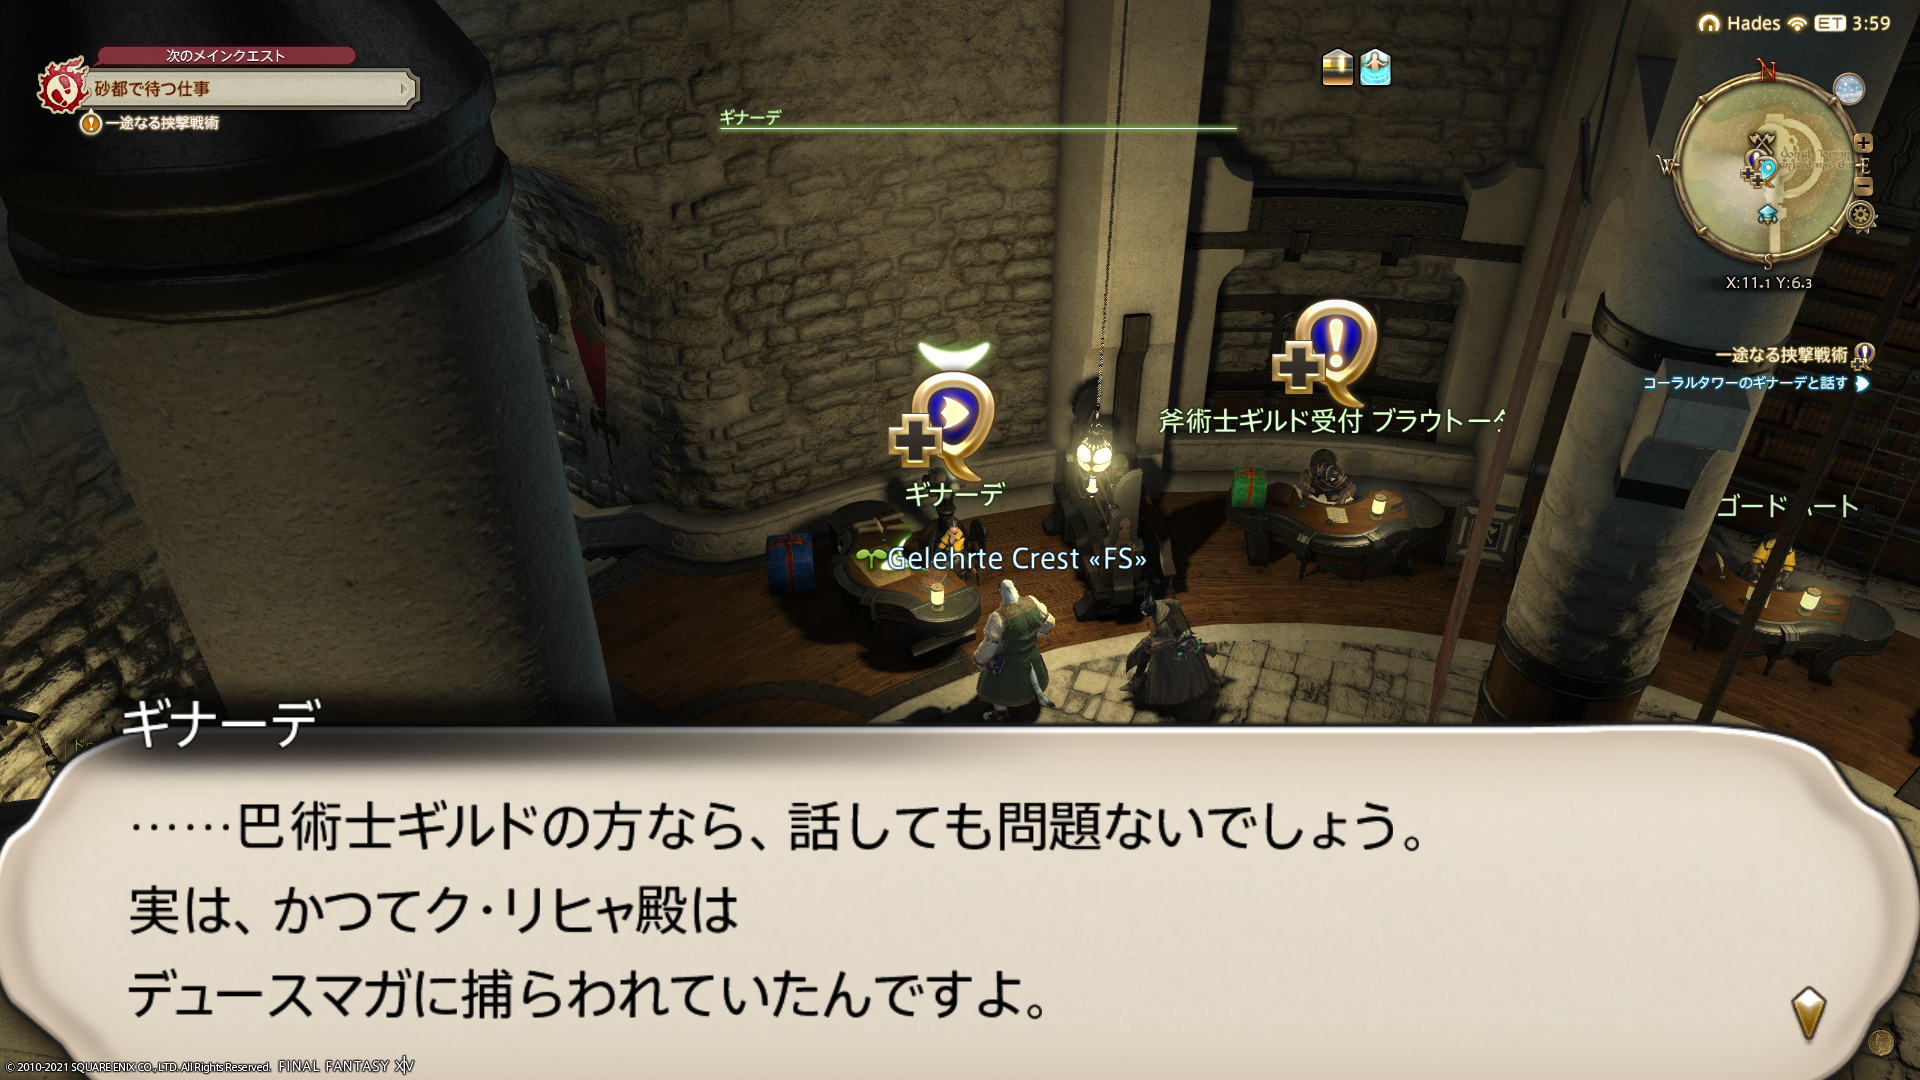 次のメインクエスト
砂都で待つ仕事
一途なる挟撃戦術
ギナーデ
Hades ET 3:59
N
W
E
S
X:11.1 Y:6.3
一途なる挟撃戦術
コーラルタワーのギナーデと話す
斧術士ギルド受付 ブラウトータ
ギナーデ
Gelehrte Crest «FS»
ギナーデ
……巴術士ギルドの方なら、話しても問題ないでしょう。
実は、かつてク・リヒャ殿は
デュースマガに捕らわれていたんですよ。
© 2010-2021 SQUARE ENIX CO., LTD. All Rights Reserved. FINAL FANTASY XIV